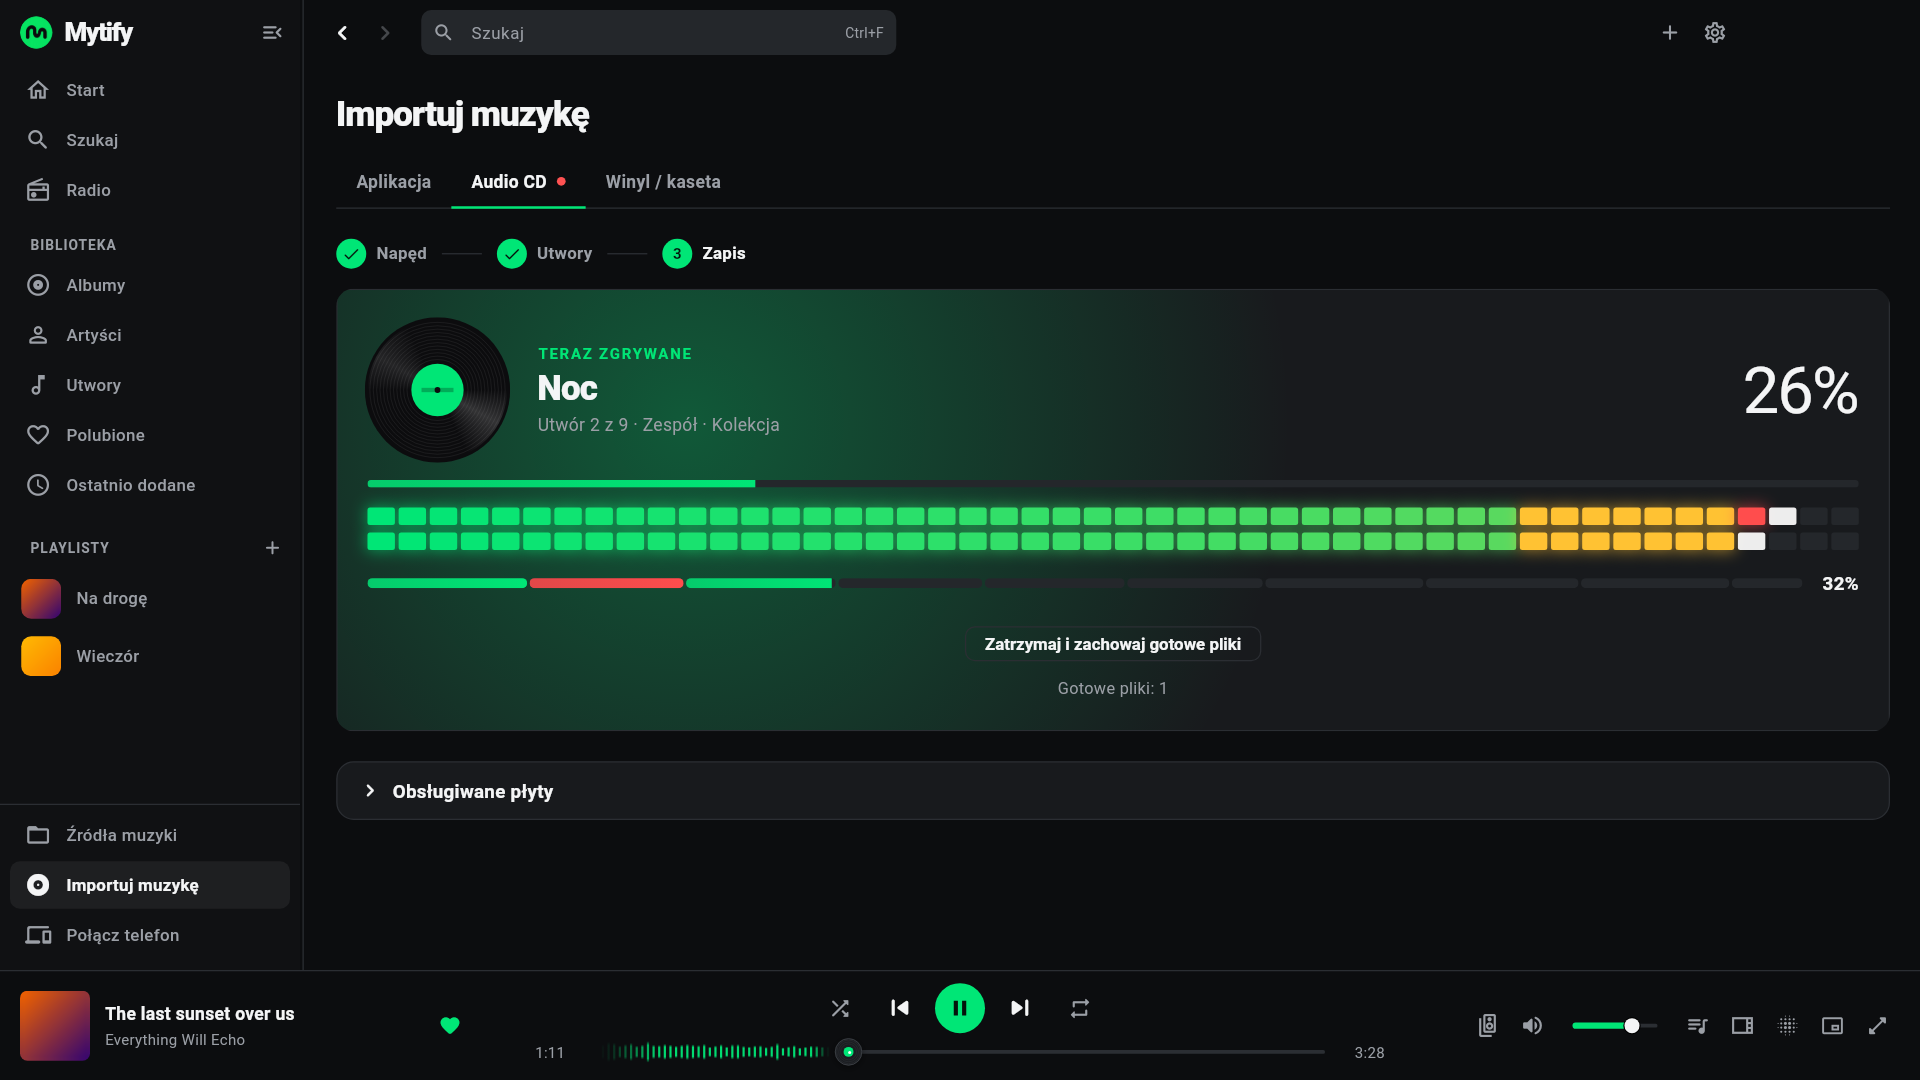 Mytify
Start
Szukaj
Radio
BIBLIOTEKA
Albumy
Artyści
Utwory
Polubione
Ostatnio dodane
PLAYLISTY
Na drogę
Wieczór
Źródła muzyki
Importuj muzykę
Połącz telefon
Szukaj Ctrl+F
Importuj muzykę
Aplikacja Audio CD Winyl / kaseta
Napęd Utwory 3 Zapis
TERAZ ZGRYWANE
Noc
Utwór 2 z 9 · Zespół · Kolekcja
26%
32%
Zatrzymaj i zachowaj gotowe pliki
Gotowe pliki: 1
Obsługiwane płyty
The last sunset over us
Everything Will Echo
1:11 3:28